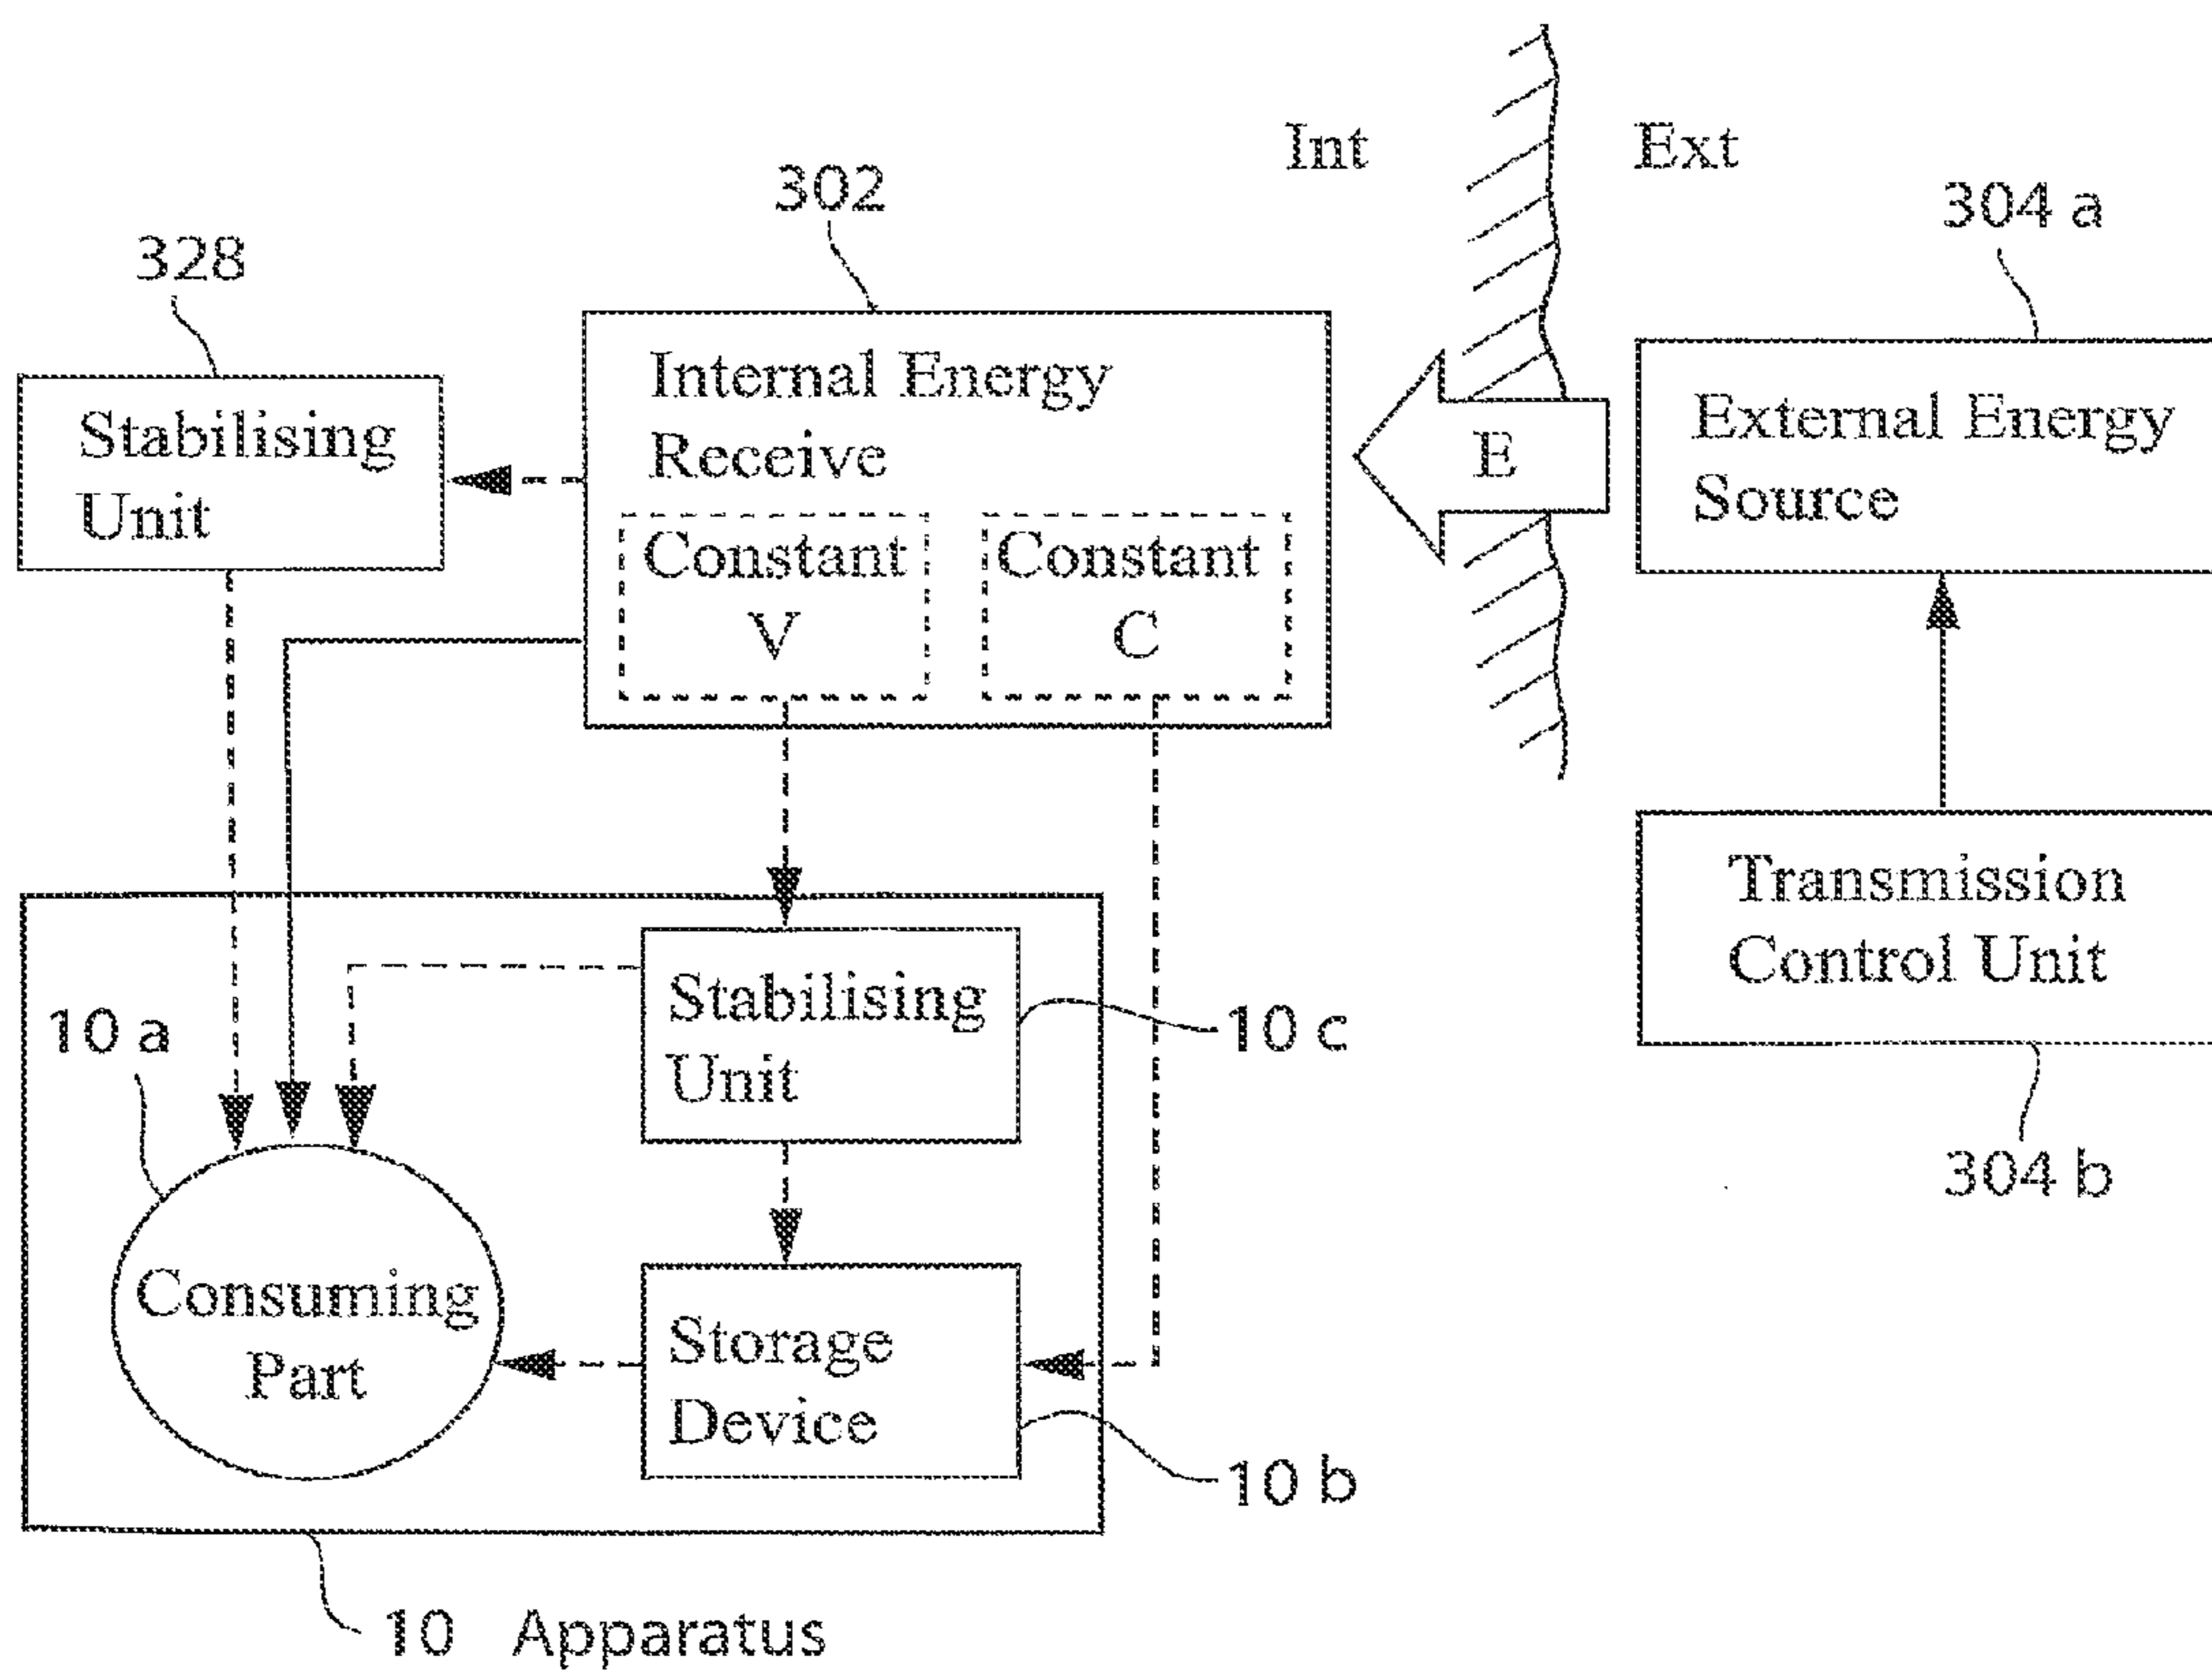 Int
Ext
302
304 a
328
Internal Energy
Receive
External Energy
Source
Stabilising
Unit
E
Constant
V
Constant
C
Transmission
Control Unit
Stabilising
Unit
10 a
10 c
304 b
Consuming
Part
Storage
Device
10 b
10 Apparatus